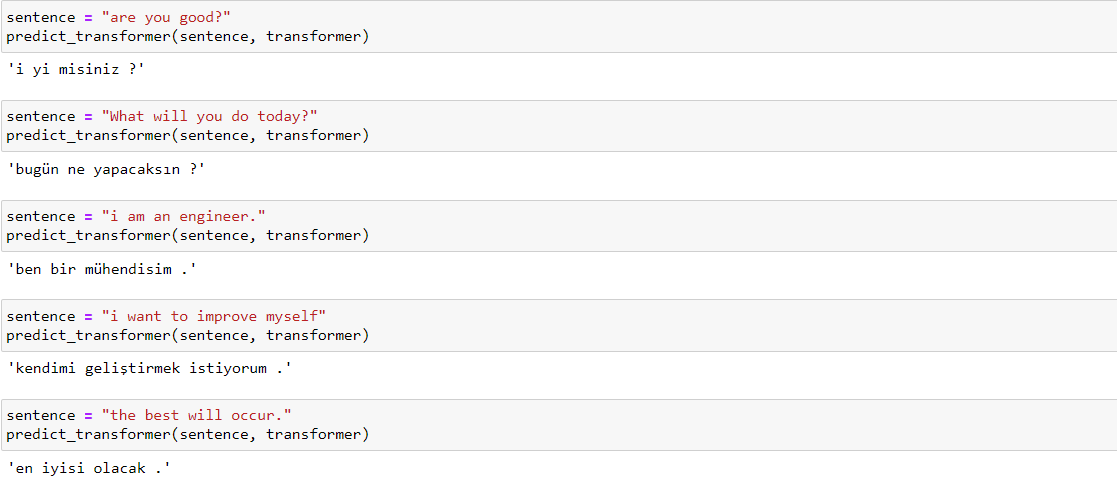 sentence = "are you good?"
predict_transformer(sentence, transformer)
'i yi misiniz ?'
sentence = "What will you do today?"
predict_transformer(sentence, transformer)
'bugün ne yapacaksın ?'
sentence = "i am an engineer."
predict_transformer(sentence, transformer)
'ben bir mühendisim .'
sentence = "i want to improve myself"
predict_transformer(sentence, transformer)
'kendimi geliştirmek istiyorum .'
sentence = "the best will occur."
predict_transformer(sentence, transformer)
'en iyisi olacak .'